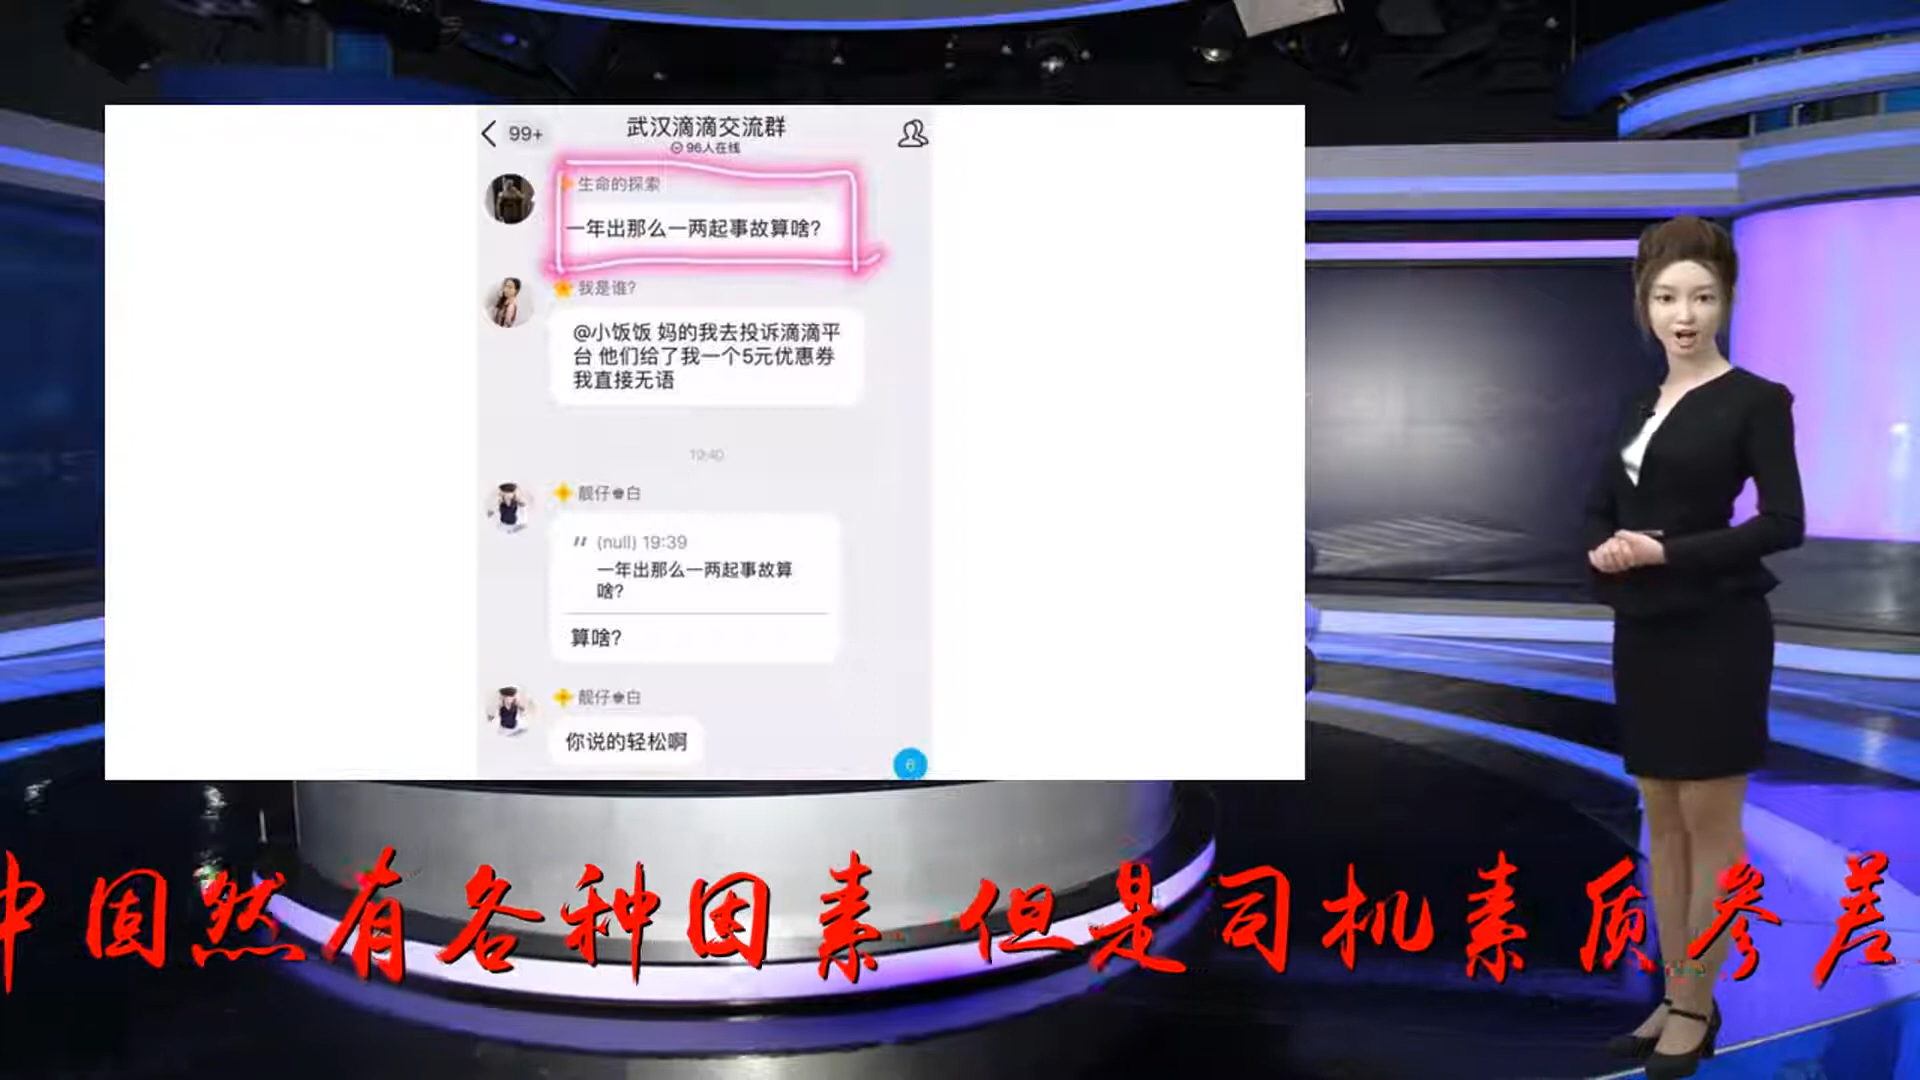 99+
武汉滴滴交流群
96人在线
生命的探索
一年出那么一两起事故算啥?
我是谁?
@小饭饭 妈的我去投诉滴滴平
台 他们给了我一个5元优惠券
我直接无语
19:40
靓仔白
(null) 19:39
一年出那么一两起事故算
啥?
算啥?
靓仔白
你说的轻松啊
6
中固然有各种因素 但是司机素质参差